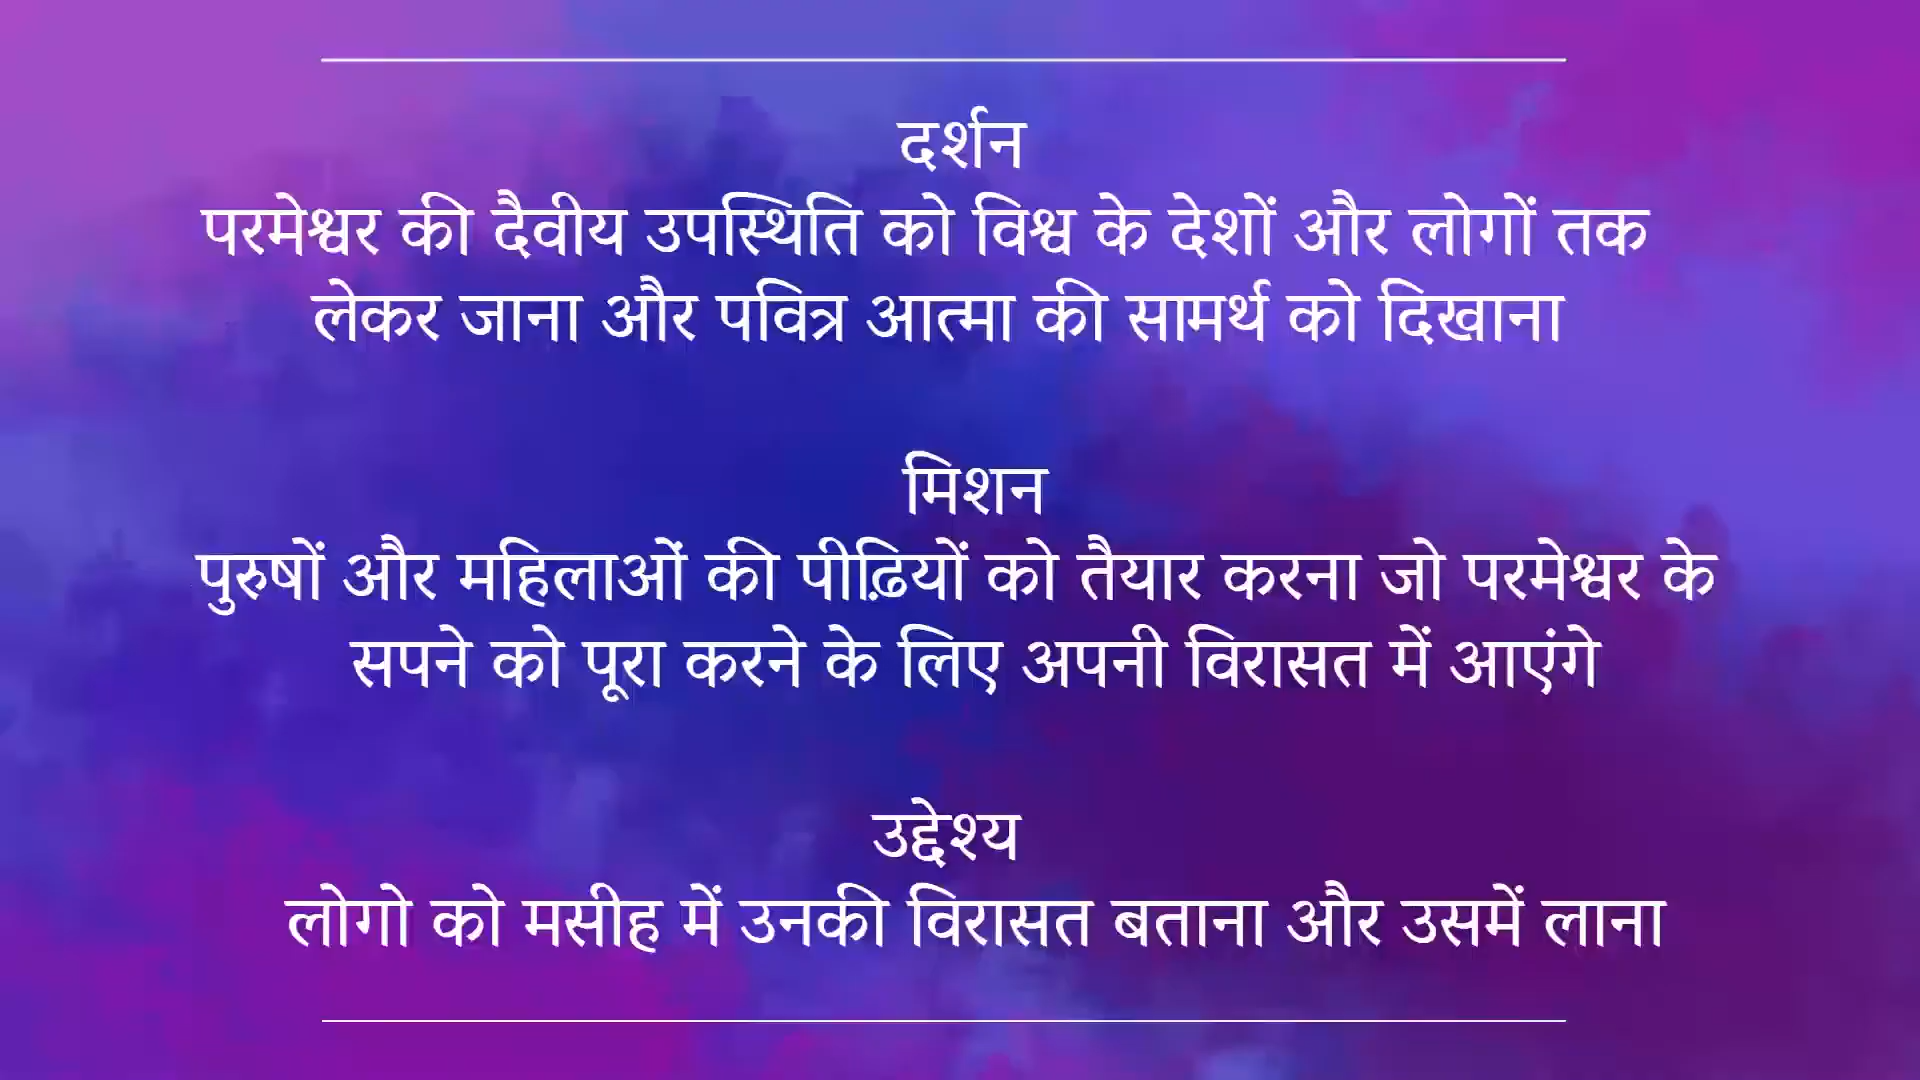 दर्शन
परमेश्वर की दैवीय उपस्थिति को विश्व के देशों और लोगों तक
लेकर जाना और पवित्र आत्मा की सामर्थ को दिखाना
मिशन
पुरुषों और महिलाओं की पीढ़ियों को तैयार करना जो परमेश्वर के
सपने को पूरा करने के लिए अपनी विरासत में आएंगे
उद्देश्य
लोगो को मसीह में उनकी विरासत बताना और उसमें लाना